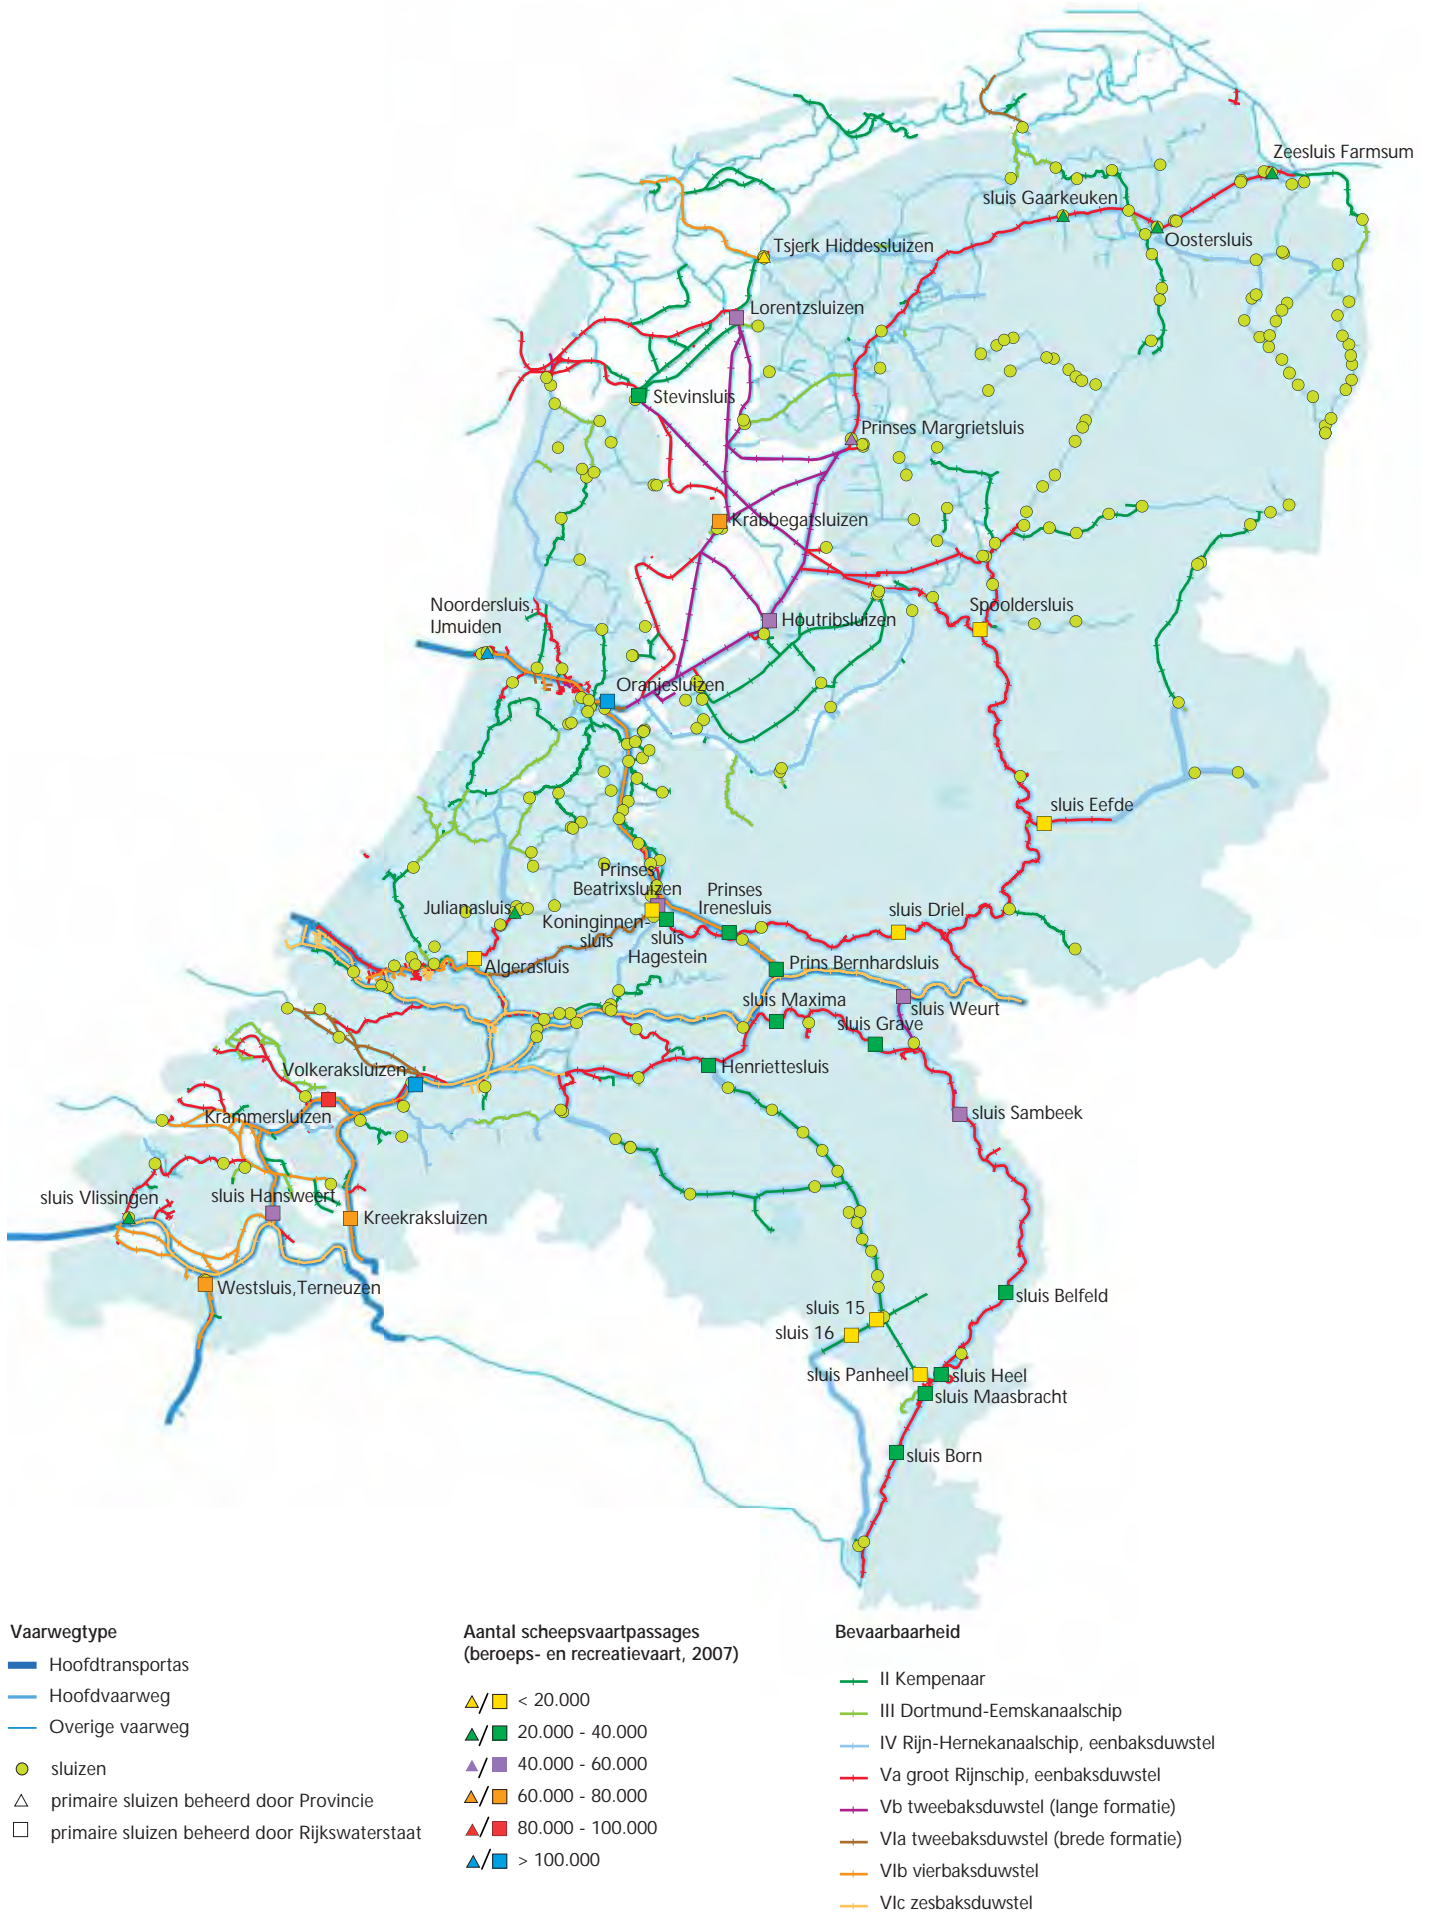 Zeesluis Farmsum
sluis Gaarkeuken
Oostersluis
Tsjerk Hiddessluizen
Lorentzsluizen
Stevinsluis
Prinses Margrietsluis
Krabbegatsluizen
Noordersluis,
IJmuiden
Spooldersluis
Houtribsluizen
Oranjesluizen
sluis Eefde
Prinses
Beatrixsluizen
Prinses
Irenesluis
Julianasluis
Koninginnen-
sluis
sluis
Hagestein
sluis Driel
Algerasluis
Prins Bernhardsluis
sluis Maxima
sluis Weurt
sluis Grave
Volkeraksluizen
Henriettesluis
Krammersluizen
sluis Sambeek
sluis Vlissingen
sluis Hansweert
Kreekraksluizen
Westsluis,Terneuzen
sluis Belfeld
sluis 15
sluis 16
sluis Panheel
sluis Heel
sluis Maasbracht
sluis Born
Vaarwegtype
Hoofdtransportas
Hoofdvaarweg
Overige vaarweg
sluizen
primaire sluizen beheerd door Provincie
primaire sluizen beheerd door Rijkswaterstaat
Aantal scheepsvaartpassages
(beroeps- en recreatievaart, 2007)
/ < 20.000
/ 20.000 - 40.000
/ 40.000 - 60.000
/ 60.000 - 80.000
/ 80.000 - 100.000
/ > 100.000
Bevaarbaarheid
II Kempenaar
III Dortmund-Eemskanaalschip
IV Rijn-Hernekanaalschip, eenbaksduwstel
Va groot Rijnschip, eenbaksduwstel
Vb tweebaksduwstel (lange formatie)
VIa tweebaksduwstel (brede formatie)
VIb vierbaksduwstel
VIc zesbaksduwstel